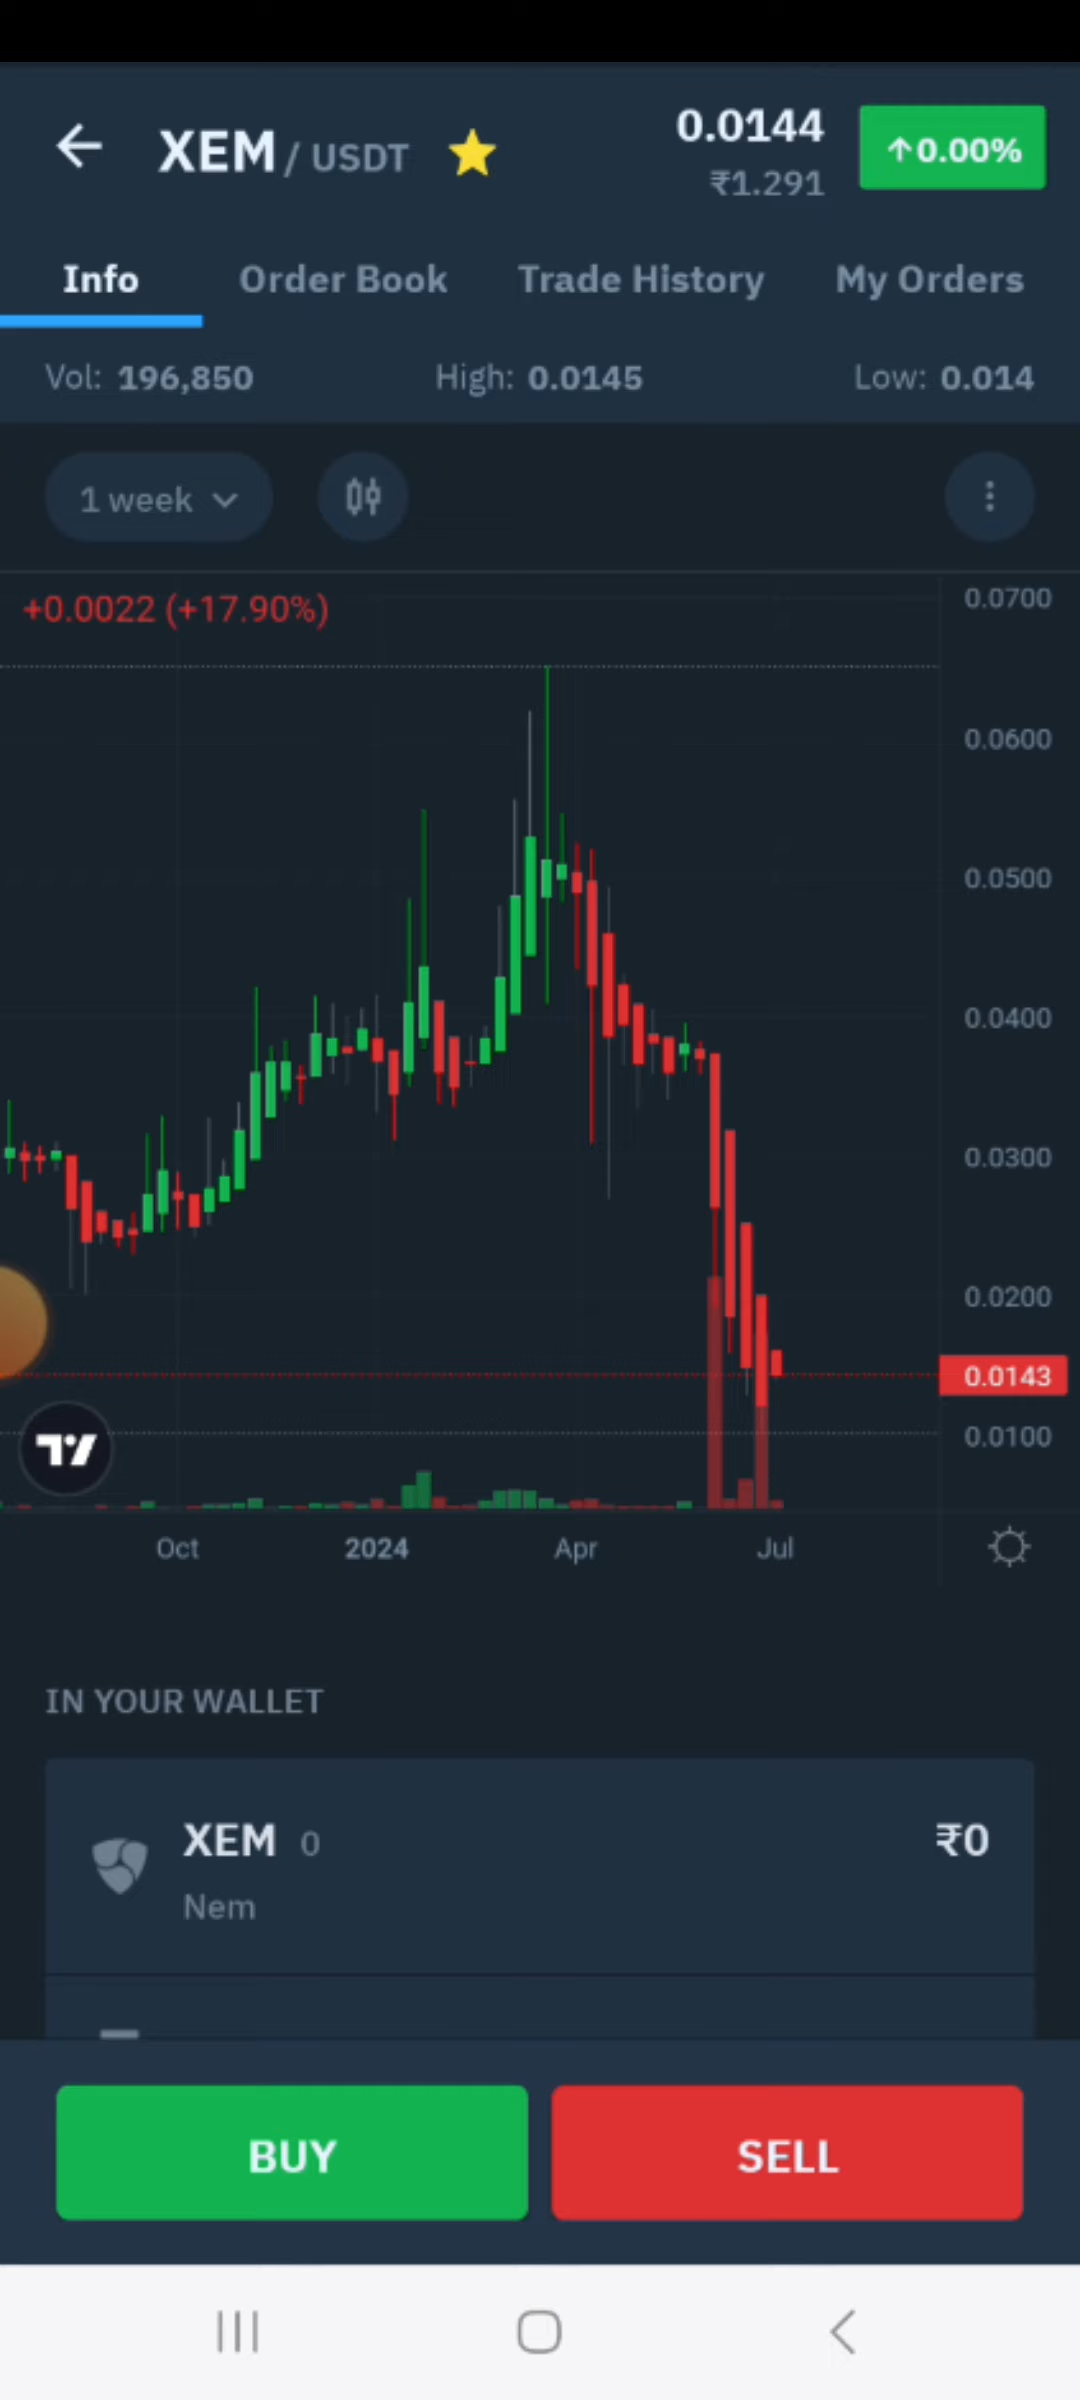 XEM / USDT
0.0144
₹1.291
↑0.00%
Info Order Book Trade History My Orders
Vol: 196,850 High: 0.0145 Low: 0.014
1 week
+0.0022 (+17.90%)
0.0700
0.0600
0.0500
0.0400
0.0300
0.0200
0.0143
0.0100
Oct 2024 Apr Jul
IN YOUR WALLET
XEM 0 ₹0
Nem
BUY SELL